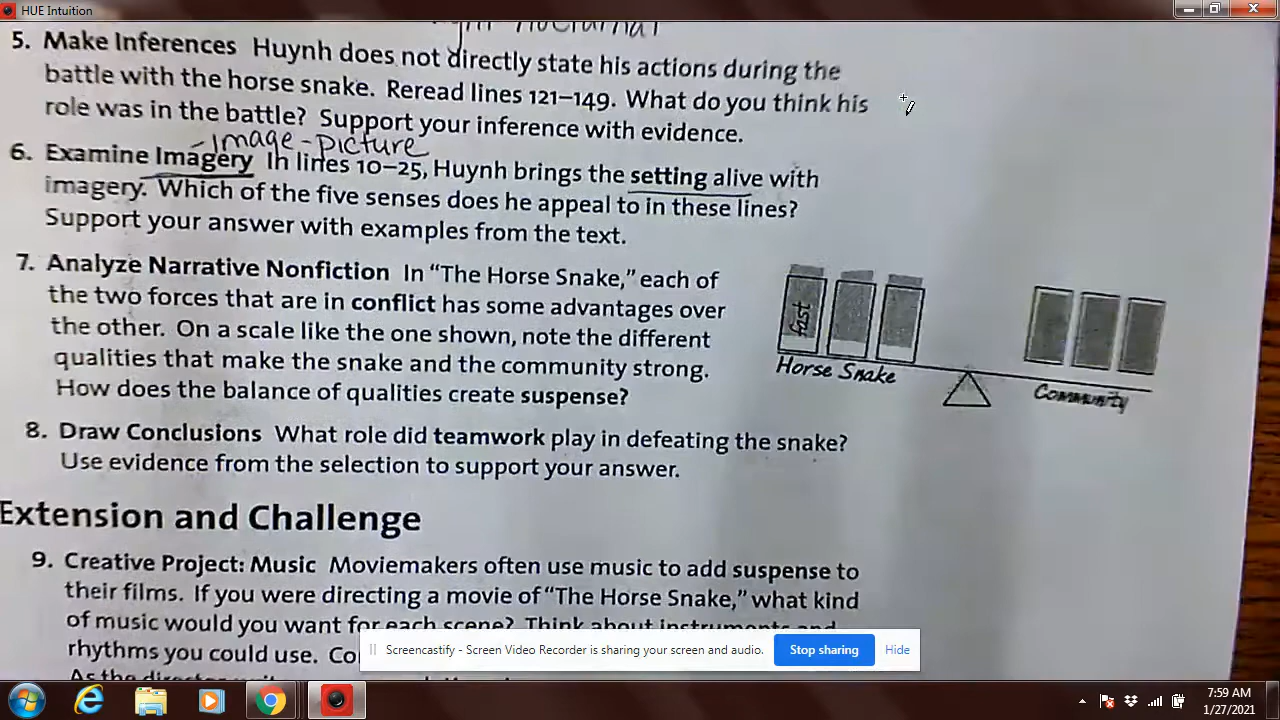 HUE Intuition
Nocturnal
5. Make Inferences Huynh does not directly state his actions during the
battle with the horse snake. Reread lines 121–149. What do you think his
role was in the battle? Support your inference with evidence.
-Image-picture
6. Examine Imagery In lines 10–25, Huynh brings the setting alive with
imagery. Which of the five senses does he appeal to in these lines?
Support your answer with examples from the text.
7. Analyze Narrative Nonfiction In "The Horse Snake," each of
the two forces that are in conflict has some advantages over
the other. On a scale like the one shown, note the different
qualities that make the snake and the community strong.
How does the balance of qualities create suspense?
fast
Horse Snake
Community
8. Draw Conclusions What role did teamwork play in defeating the snake?
Use evidence from the selection to support your answer.
Extension and Challenge
9. Creative Project: Music Moviemakers often use music to add suspense to
their films. If you were directing a movie of "The Horse Snake," what kind
of music would you want for each scene? Think about instruments and
rhythms you could use. Co
As the director
Screencastify - Screen Video Recorder is sharing your screen and audio.
Stop sharing
Hide
7:59 AM
1/27/2021